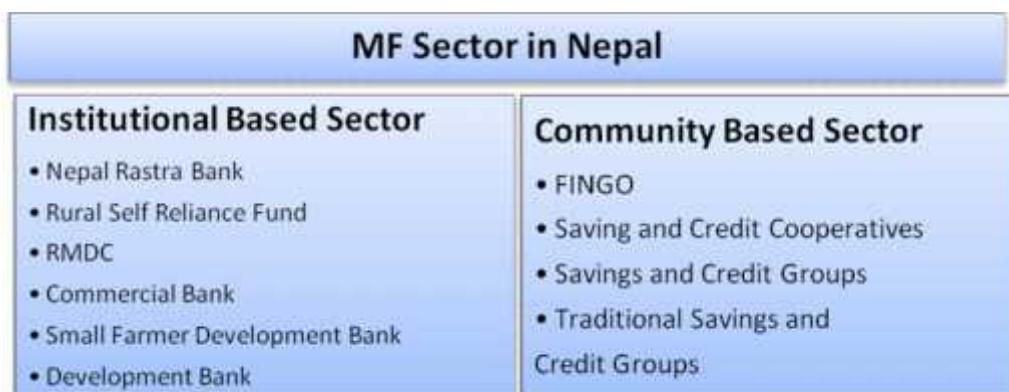 MF Sector in Nepal
Institutional Based Sector
• Nepal Rastra Bank
• Rural Self Reliance Fund
• RMDC
• Commercial Bank
• Small Farmer Development Bank
• Development Bank
Community Based Sector
• FINGO
• Saving and Credit Cooperatives
• Savings and Credit Groups
• Traditional Savings and
Credit Groups